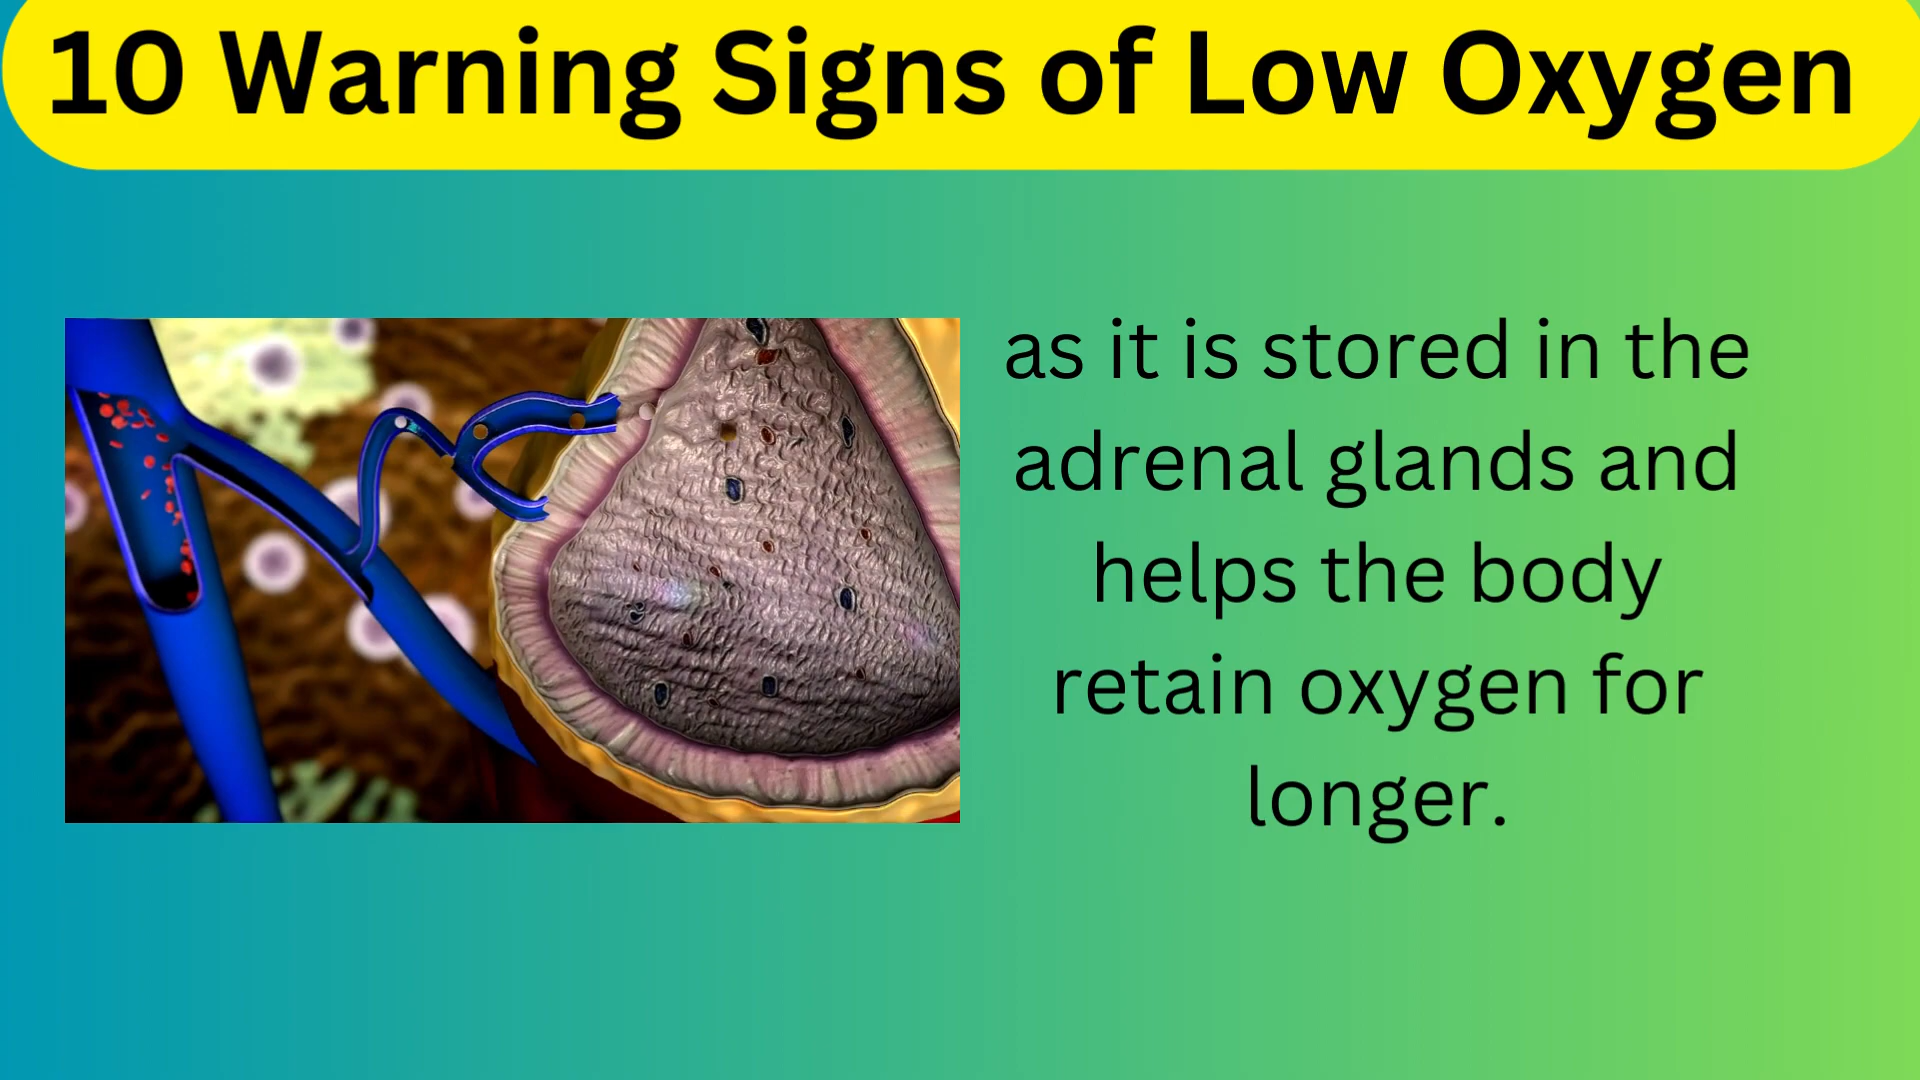 10 Warning Signs of Low Oxygen
as it is stored in the
adrenal glands and
helps the body
retain oxygen for
longer.